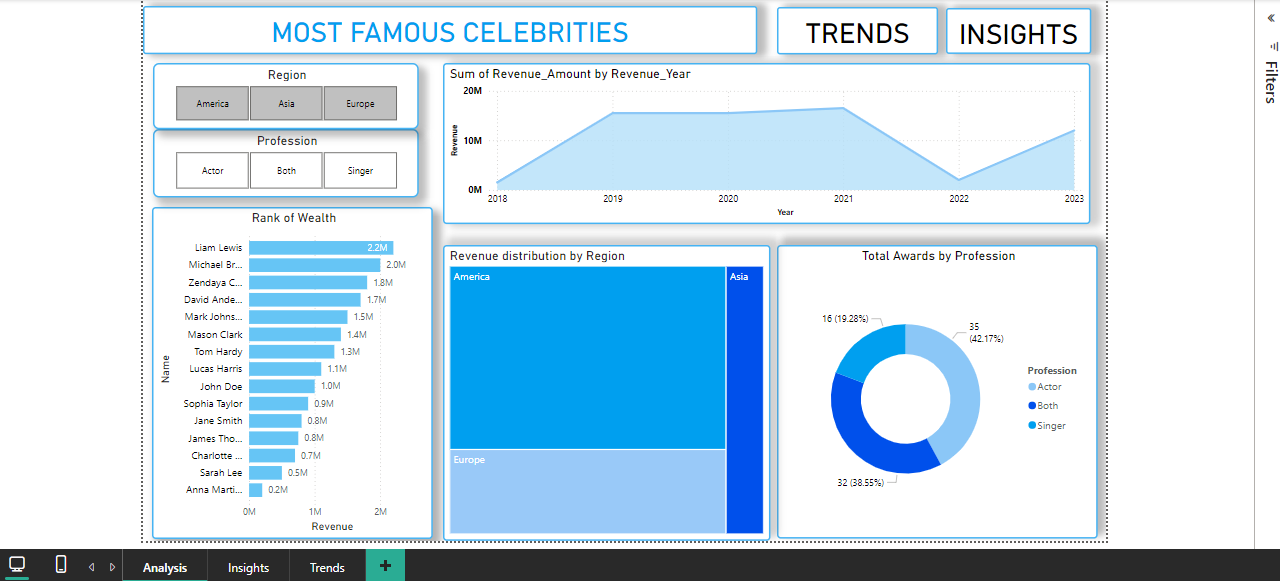 MOST FAMOUS CELEBRITIES
TRENDS
INSIGHTS
Filters
Region
America
Asia
Europe
Profession
Actor
Both
Singer
Sum of Revenue_Amount by Revenue_Year
Revenue
20M
10M
0M
2018
2019
2020
2021
2022
2023
Year
Rank of Wealth
Name
Liam Lewis
2.2M
Michael Br...
2.0M
Zendaya C...
1.8M
David Ande...
1.7M
Mark Johns...
1.5M
Mason Clark
1.4M
Tom Hardy
1.3M
Lucas Harris
1.1M
John Doe
1.0M
Sophia Taylor
0.9M
Jane Smith
0.8M
James Tho...
0.8M
Charlotte ...
0.7M
Sarah Lee
0.5M
Anna Marti...
0.2M
0M
1M
2M
Revenue
Revenue distribution by Region
America
Asia
Europe
Total Awards by Profession
16 (19.28%)
35
(42.17%)
32 (38.55%)
Profession
Actor
Both
Singer
Analysis
Insights
Trends